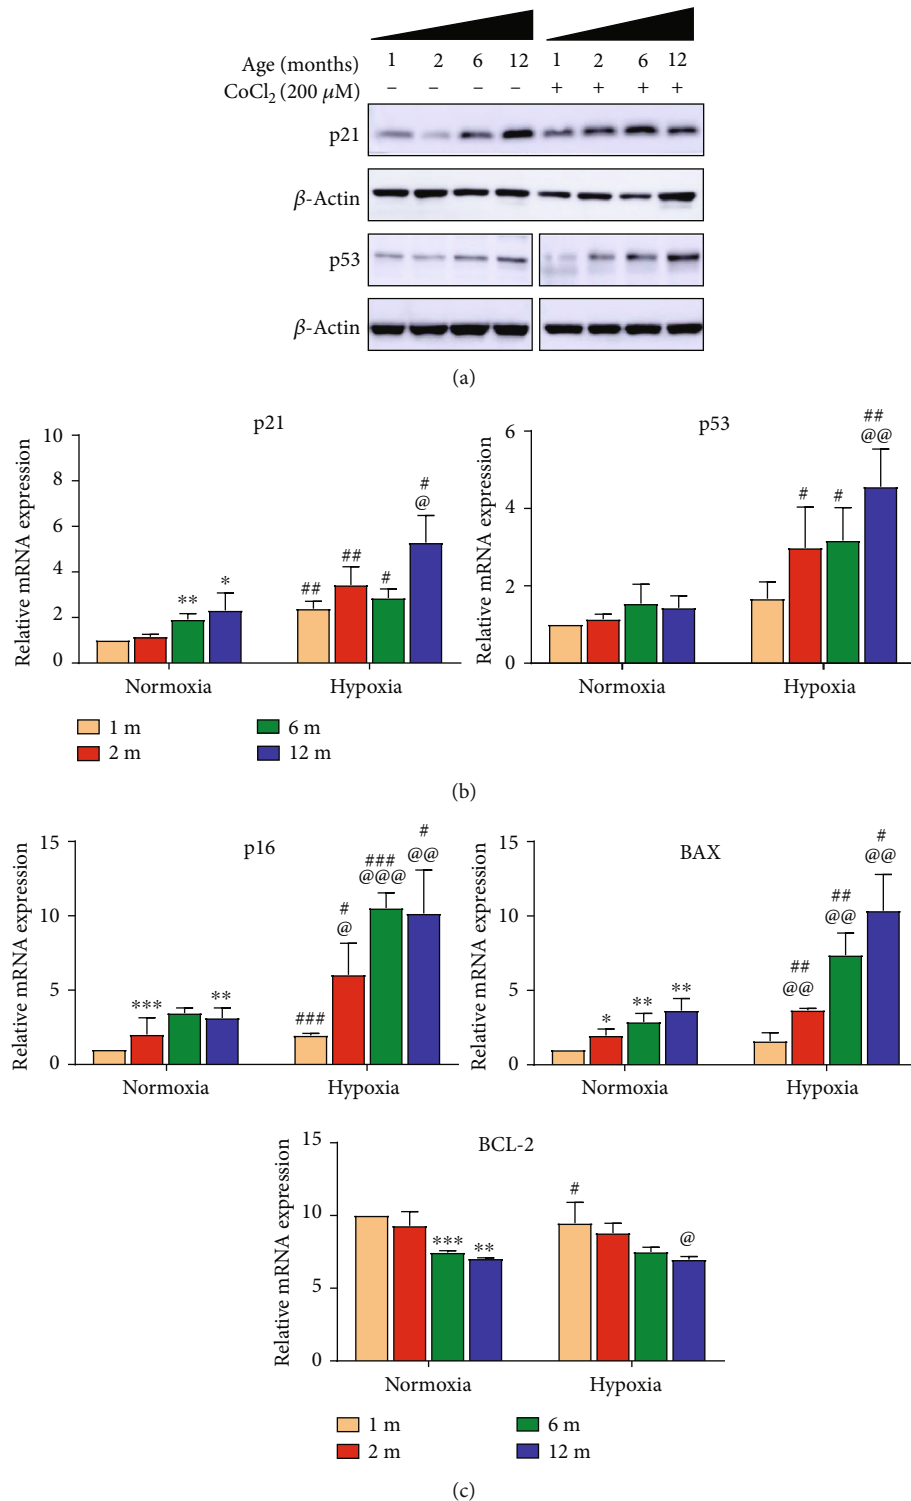 Age (months) 1 2 6 12 1 2 6 12
CoCl2 (200 μM) − − − − + + + +
p21
β-Actin
p53
β-Actin
(a)
p21
Relative mRNA expression
10
8
6
4
2
0
** * ## ## # # @
Normoxia Hypoxia
p53
Relative mRNA expression
6
4
2
0
# # ## @@
Normoxia Hypoxia
1 m 6 m
2 m 12 m
(b)
p16
Relative mRNA expression
15
10
5
0
*** ** ### # @ ### @@@ # @@
Normoxia Hypoxia
BAX
Relative mRNA expression
15
10
5
0
* ** ** ## @@ ## @@ # @@
Normoxia Hypoxia
BCL-2
Relative mRNA expression
15
10
5
0
*** ** # @
Normoxia Hypoxia
1 m 6 m
2 m 12 m
(c)